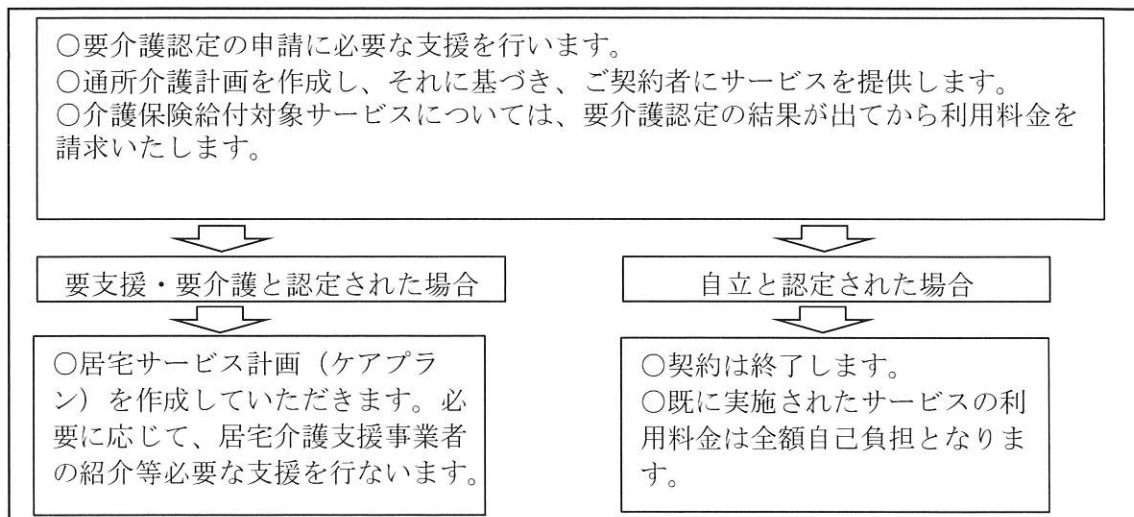 ○要介護認定の申請に必要な支援を行います。
○通所介護計画を作成し、それに基づき、ご契約者にサービスを提供します。
○介護保険給付対象サービスについては、要介護認定の結果が出てから利用料金を
請求いたします。
要支援・要介護と認定された場合
自立と認定された場合
○居宅サービス計画（ケアプラ
ン）を作成していただきます。必
要に応じて、居宅介護支援事業者
の紹介等必要な支援を行ないます。
○契約は終了します。
○既に実施されたサービスの利
用料金は全額自己負担となりま
す。